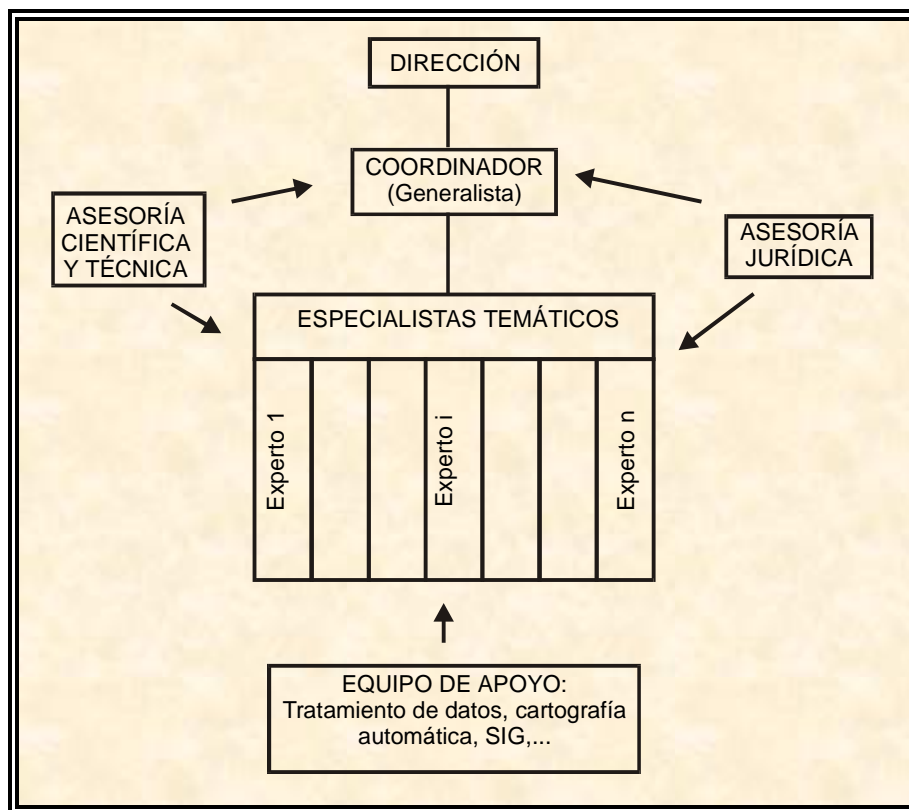 DIRECCIÓN
COORDINADOR
(Generalista)
ASESORÍA
CIENTÍFICA
Y TÉCNICA
ASESORÍA
JURÍDICA
ESPECIALISTAS TEMÁTICOS
Experto 1
Experto i
Experto n
EQUIPO DE APOYO:
Tratamiento de datos, cartografía
automática, SIG,...